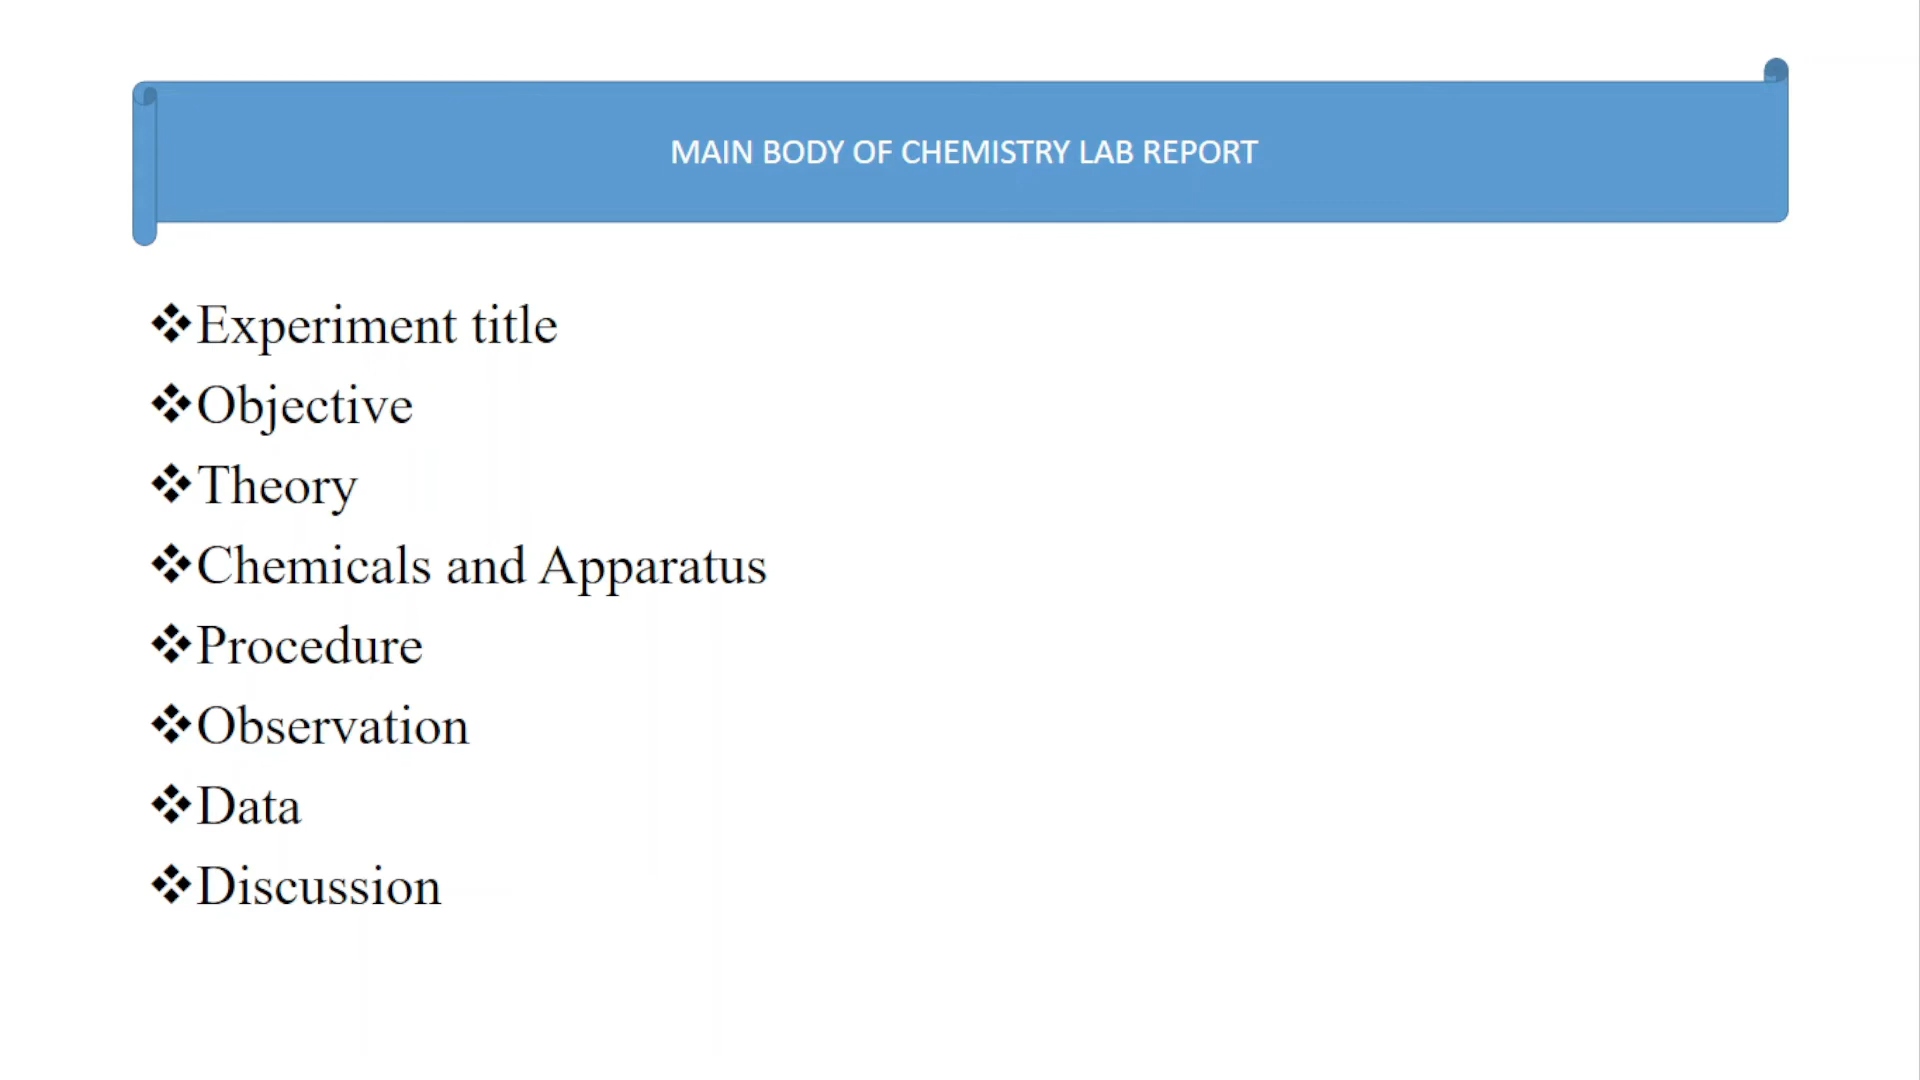 MAIN BODY OF CHEMISTRY LAB REPORT
❖Experiment title
❖Objective
❖Theory
❖Chemicals and Apparatus
❖Procedure
❖Observation
❖Data
❖Discussion